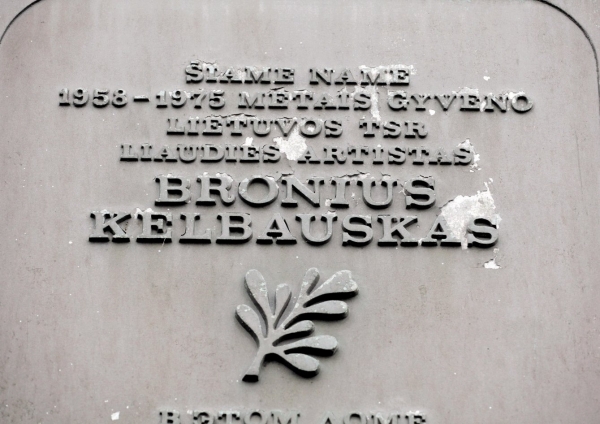 ŠIAME NAME
1958–1975 METAIS GYVENO
LIETUVOS TSR
LIAUDIES ARTISTAS
BRONIUS
KELBAUSKAS